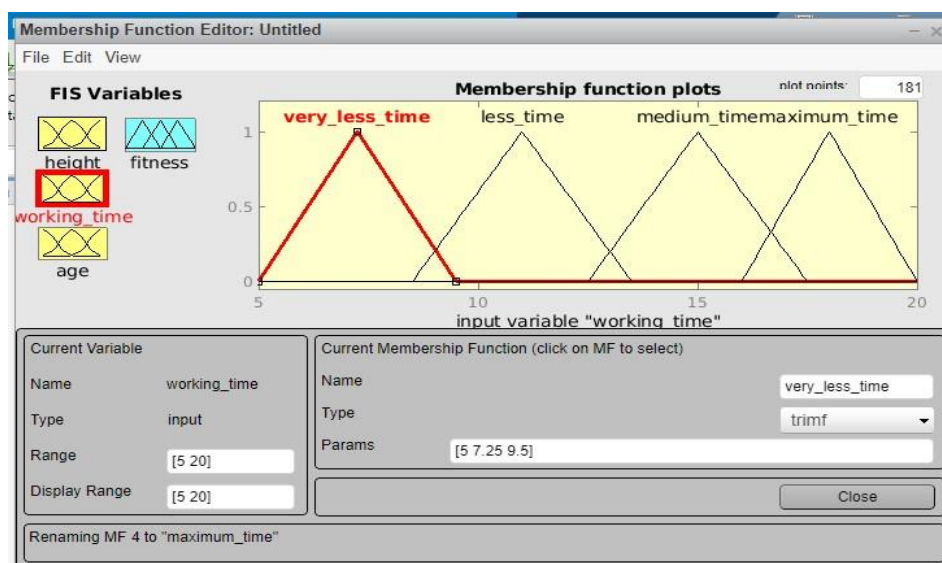 Membership Function Editor: Untitled
File Edit View
FIS Variables
height
fitness
working_time
age
Membership function plots
plot points:
181
very_less_time
less_time
medium_time
maximum_time
1
0.5
0
5
10
15
20
input variable "working_time"
Current Variable
Name
working_time
Type
input
Range
[5 20]
Display Range
[5 20]
Current Membership Function (click on MF to select)
Name
very_less_time
Type
trimf
Params
[5 7.25 9.5]
Close
Renaming MF 4 to "maximum_time"